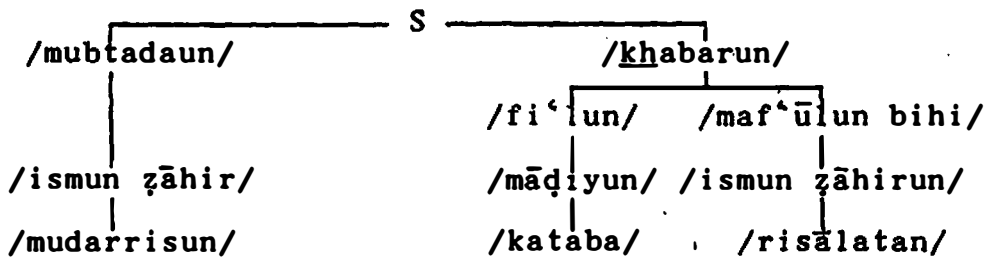 S
/mubtadaun/ /khabarun/
/fi‘lun/ /maf‘ūlun bihi/
/ismun ẓāhir/ /māḍiyun/ /ismun ẓāhirun/
/mudarrisun/ /kataba/ /risālatan/